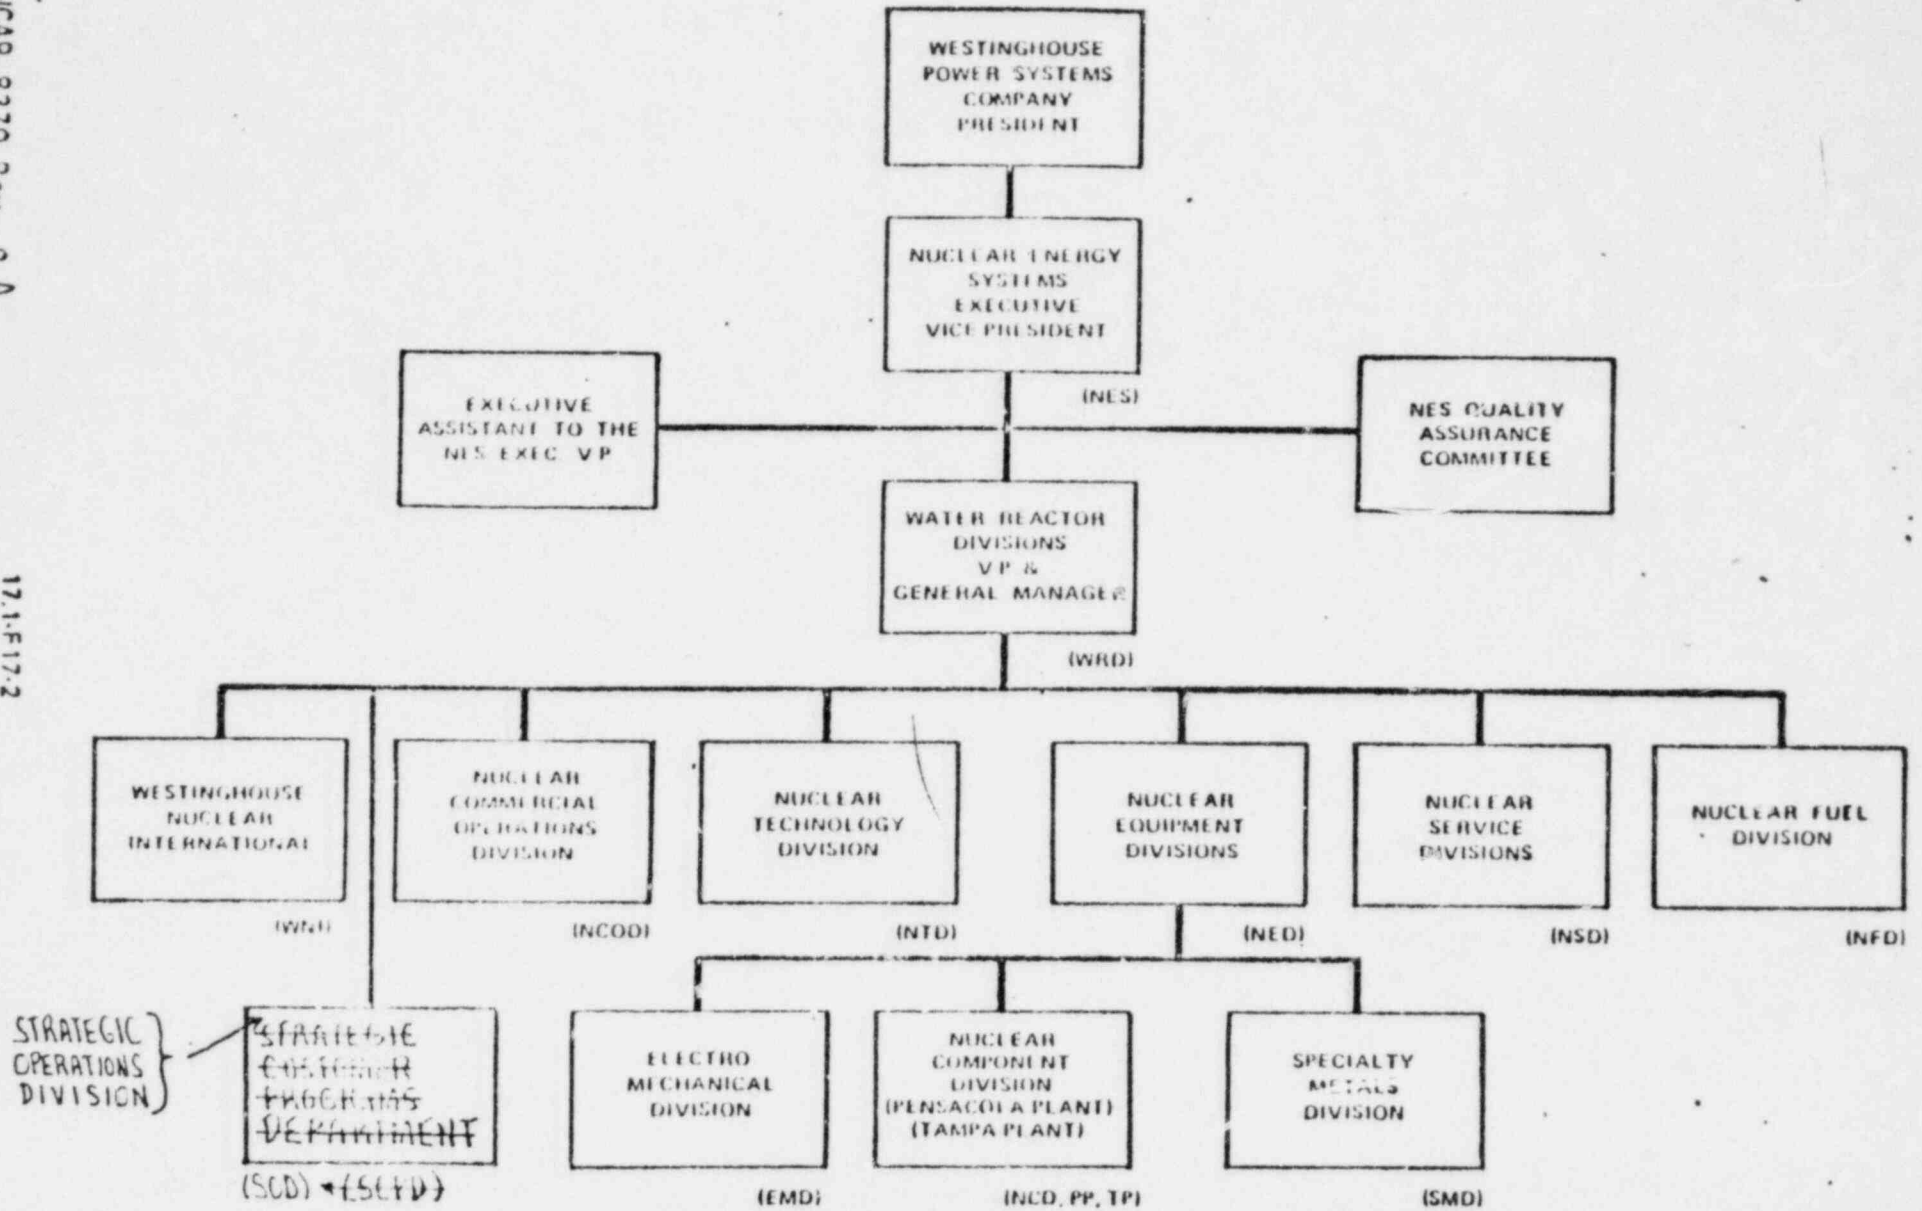 WESTINGHOUSE
POWER SYSTEMS
COMPANY
PRESIDENT
NUCLEAR ENERGY
SYSTEMS
EXECUTIVE
VICE PRESIDENT
(NES)
EXECUTIVE
ASSISTANT TO THE
NES EXEC. V P
NES QUALITY
ASSURANCE
COMMITTEE
WATER REACTOR
DIVISIONS
V P &
GENERAL MANAGER
(WRD)
WESTINGHOUSE
NUCLEAR
INTERNATIONAL
(WNI)
NUCLEAR
COMMERCIAL
OPERATIONS
DIVISION
(NCOD)
NUCLEAR
TECHNOLOGY
DIVISION
(NTD)
NUCLEAR
EQUIPMENT
DIVISIONS
(NED)
NUCLEAR
SERVICE
DIVISIONS
(NSD)
NUCLEAR FUEL
DIVISION
(NFD)
STRATEGIC
OPERATIONS
DIVISION
STRATEGIC
CUSTOMER
PROGRAMS
DEPARTMENT
ELECTRO
MECHANICAL
DIVISION
(EMD)
NUCLEAR
COMPONENT
DIVISION
(PENSACOLA PLANT)
(TAMPA PLANT)
(NCD, PP, TP)
SPECIALTY
METALS
DIVISION
(SMD)
17.1-F17-2